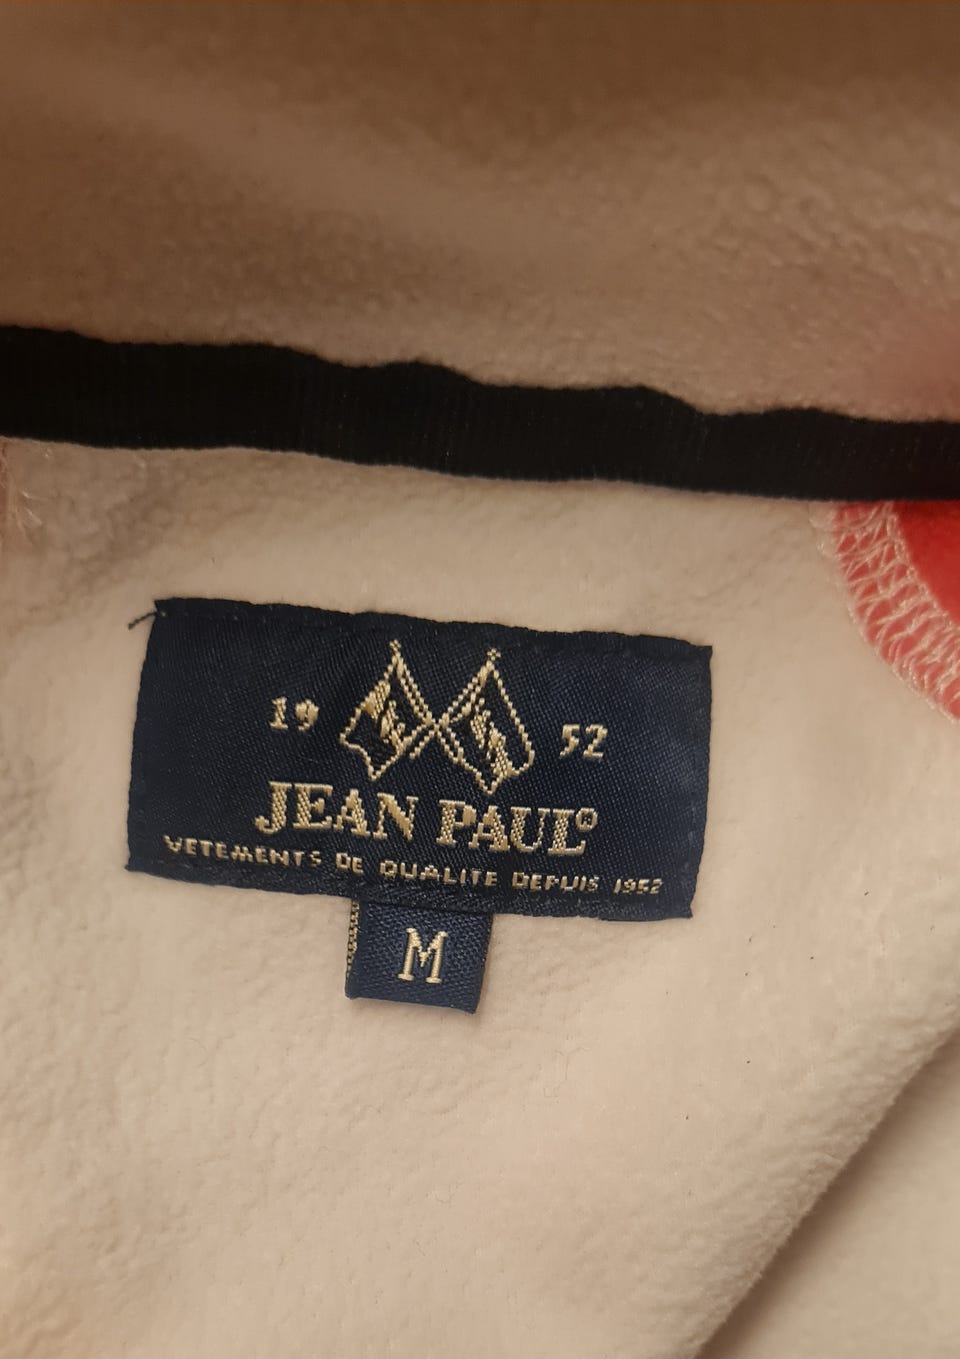 19 52
JEAN PAUL®
VETEMENTS DE QUALITE DEPUIS 1952
M